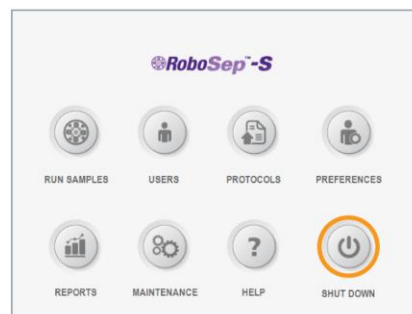 RoboSep™-S
RUN SAMPLES USERS PROTOCOLS PREFERENCES
?
REPORTS MAINTENANCE HELP SHUT DOWN